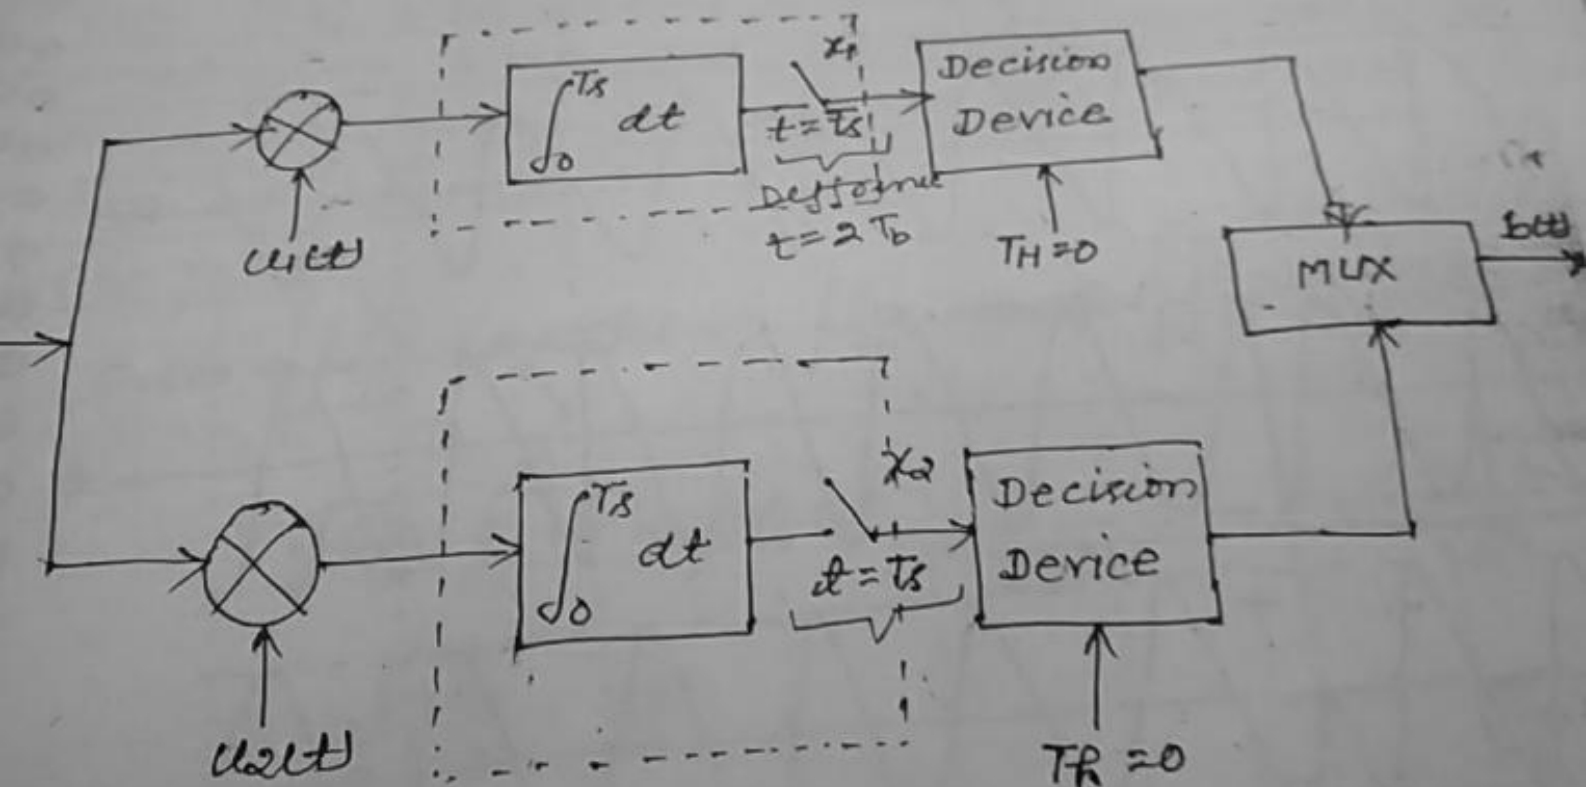 x1
Decision
Device
∫0Ts dt
t=Ts
t=2Tb
u1(t)
TH=0
MUX
b(t)
x2
Decision
Device
∫0Ts dt
t=Ts
u2(t)
Th=0